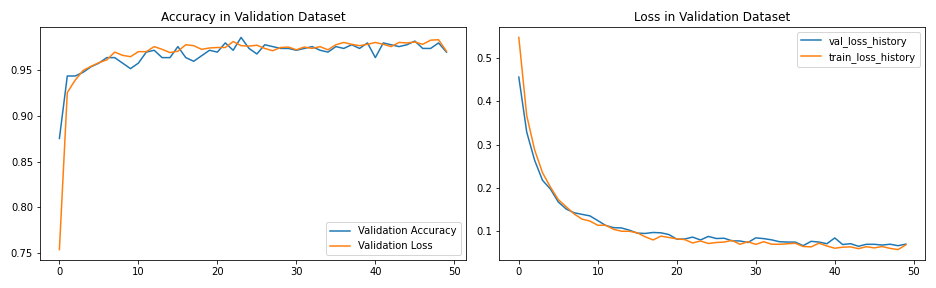 Accuracy in Validation Dataset
0.95
0.90
0.85
0.80
0.75
0 10 20 30 40 50
Validation Accuracy
Validation Loss
Loss in Validation Dataset
0.5
0.4
0.3
0.2
0.1
0 10 20 30 40 50
val_loss_history
train_loss_history